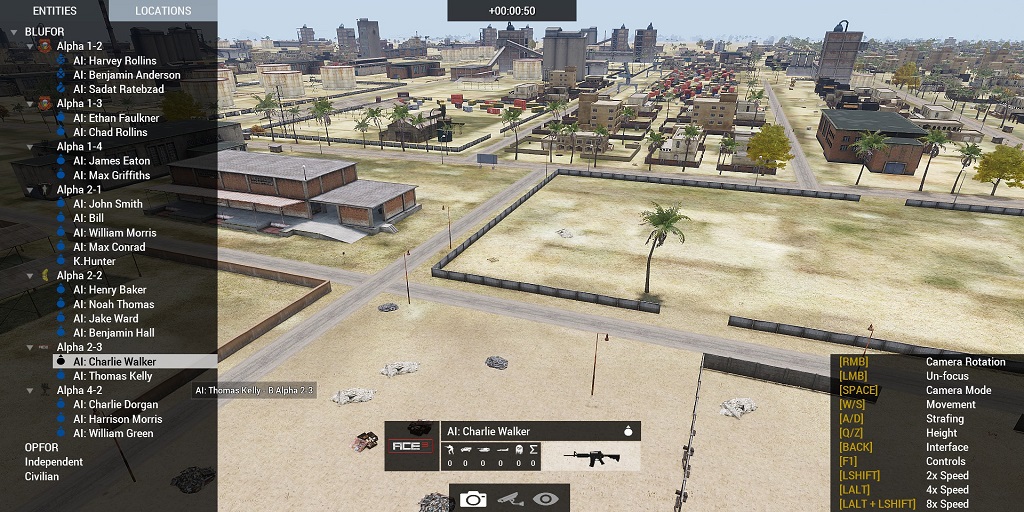 ENTITIES
LOCATIONS
+00:00:50
BLUFOR
Alpha 1-2
AI: Harvey Rollins
AI: Benjamin Anderson
AI: Sadat Ratebzad
Alpha 1-3
AI: Ethan Faulkner
AI: Chad Rollins
Alpha 1-4
AI: James Eaton
AI: Max Griffiths
Alpha 2-1
AI: John Smith
AI: Bill
AI: William Morris
AI: Max Conrad
K.Hunter
Alpha 2-2
AI: Henry Baker
AI: Noah Thomas
AI: Jake Ward
AI: Benjamin Hall
Alpha 2-3
AI: Charlie Walker
AI: Thomas Kelly
Alpha 4-2
AI: Charlie Dorgan
AI: Harrison Morris
AI: William Green
OPFOR
Independent
Civilian
AI: Thomas Kelly - B Alpha 2-3
ACE3
AI: Charlie Walker
0 0 0 0 0 0
[RMB] Camera Rotation
[LMB] Un-focus
[SPACE] Camera Mode
[W/S] Movement
[A/D] Strafing
[Q/Z] Height
[BACK] Interface
[F1] Controls
[LSHIFT] 2x Speed
[LALT] 4x Speed
[LALT + LSHIFT] 8x Speed